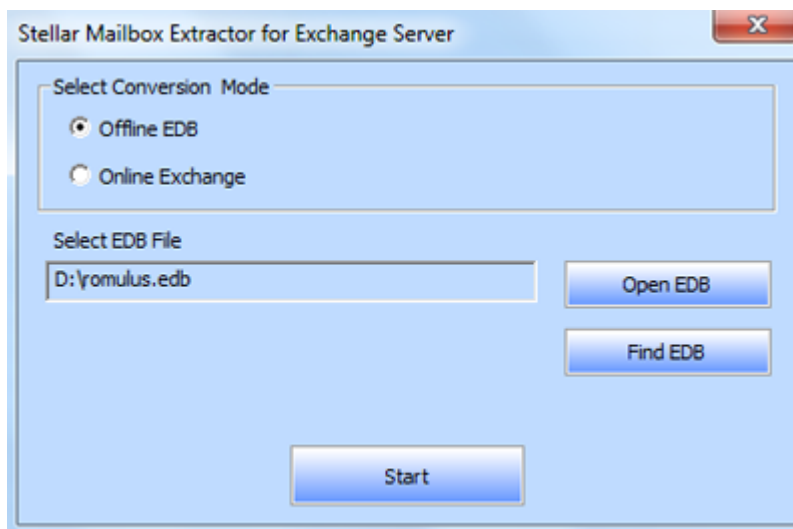 Stellar Mailbox Extractor for Exchange Server
Select Conversion Mode
Offline EDB
Online Exchange
Select EDB File
D:\romulus.edb
Open EDB
Find EDB
Start